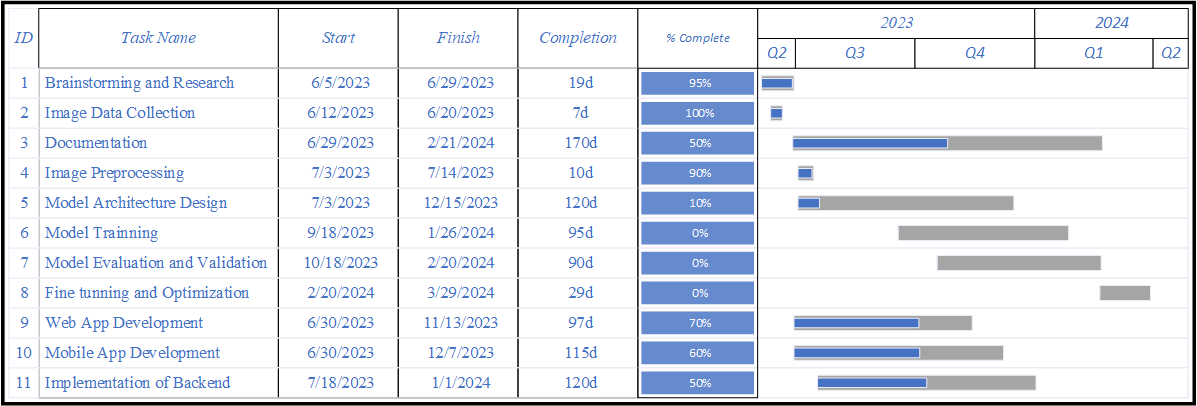 2023 2024
ID Task Name Start Finish Completion % Complete
Q2 Q3 Q4 Q1 Q2
1 Brainstorming and Research 6/5/2023 6/29/2023 19d 95%
2 Image Data Collection 6/12/2023 6/20/2023 7d 100%
3 Documentation 6/29/2023 2/21/2024 170d 50%
4 Image Preprocessing 7/3/2023 7/14/2023 10d 90%
5 Model Architecture Design 7/3/2023 12/15/2023 120d 10%
6 Model Trainning 9/18/2023 1/26/2024 95d 0%
7 Model Evaluation and Validation 10/18/2023 2/20/2024 90d 0%
8 Fine tunning and Optimization 2/20/2024 3/29/2024 29d 0%
9 Web App Development 6/30/2023 11/13/2023 97d 70%
10 Mobile App Development 6/30/2023 12/7/2023 115d 60%
11 Implementation of Backend 7/18/2023 1/1/2024 120d 50%